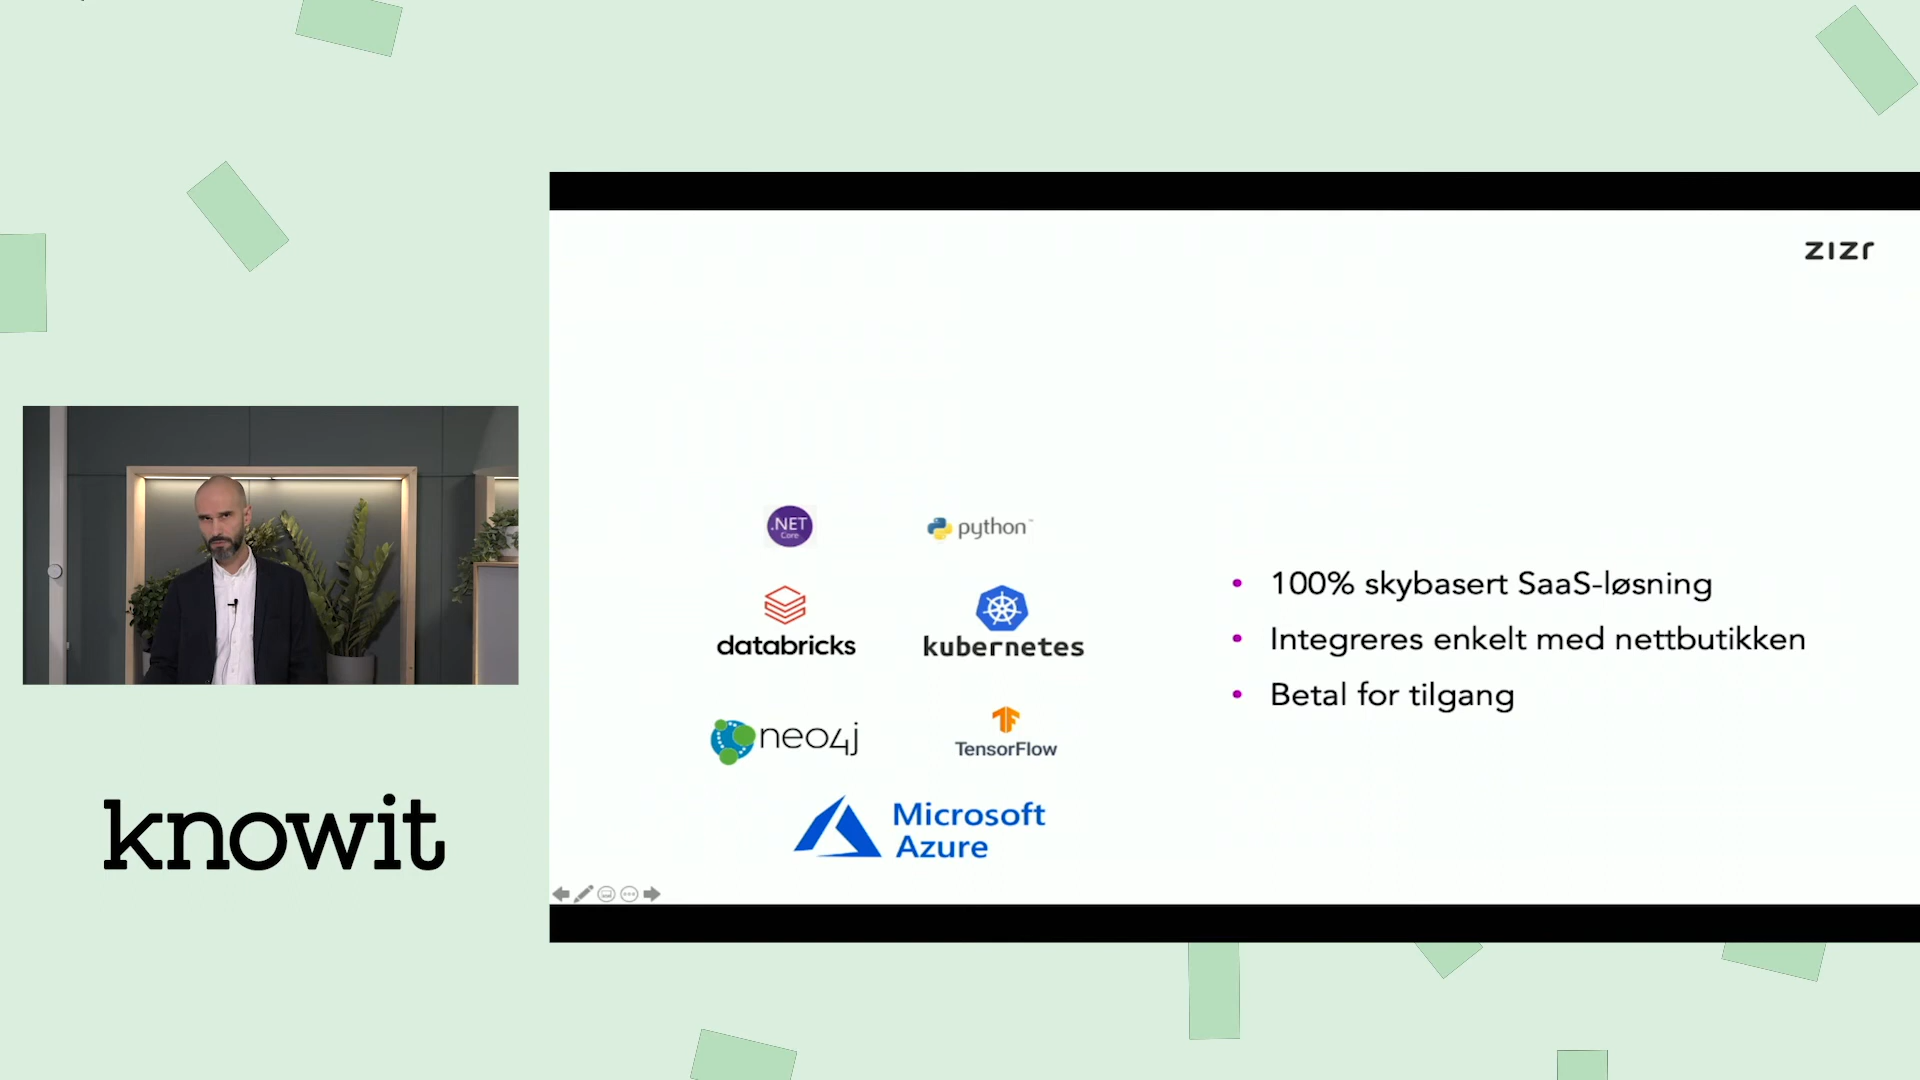 zızr
.NET
Core
python
databricks
kubernetes
100% skybasert SaaS-løsning
Integreres enkelt med nettbutikken
Betal for tilgang
neo4j
TensorFlow
Microsoft
Azure
knowit